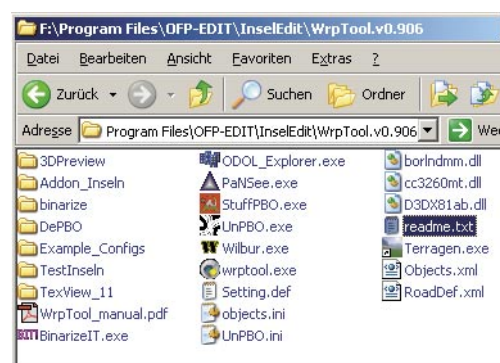 F:\Program Files\OFP-EDIT\InselEdit\WrpTool.v0.906
Datei Bearbeiten Ansicht Favoriten Extras ?
Zurück Suchen Ordner
Adresse Program Files\OFP-EDIT\InselEdit\WrpTool.v0.906 We
3DPreview ODOL_Explorer.exe borlndmm.dll
Addon_Inseln PaNSee.exe cc3260mt.dll
binarize StuffPBO.exe D3DX81ab.dll
DePBO UnPBO.exe readme.txt
Example_Configs Wilbur.exe Terragen.exe
TestInseln wrptool.exe Objects.xml
TexView_11 Setting.def RoadDef.xml
WrpTool_manual.pdf objects.ini
BinarizeIT.exe UnPBO.ini